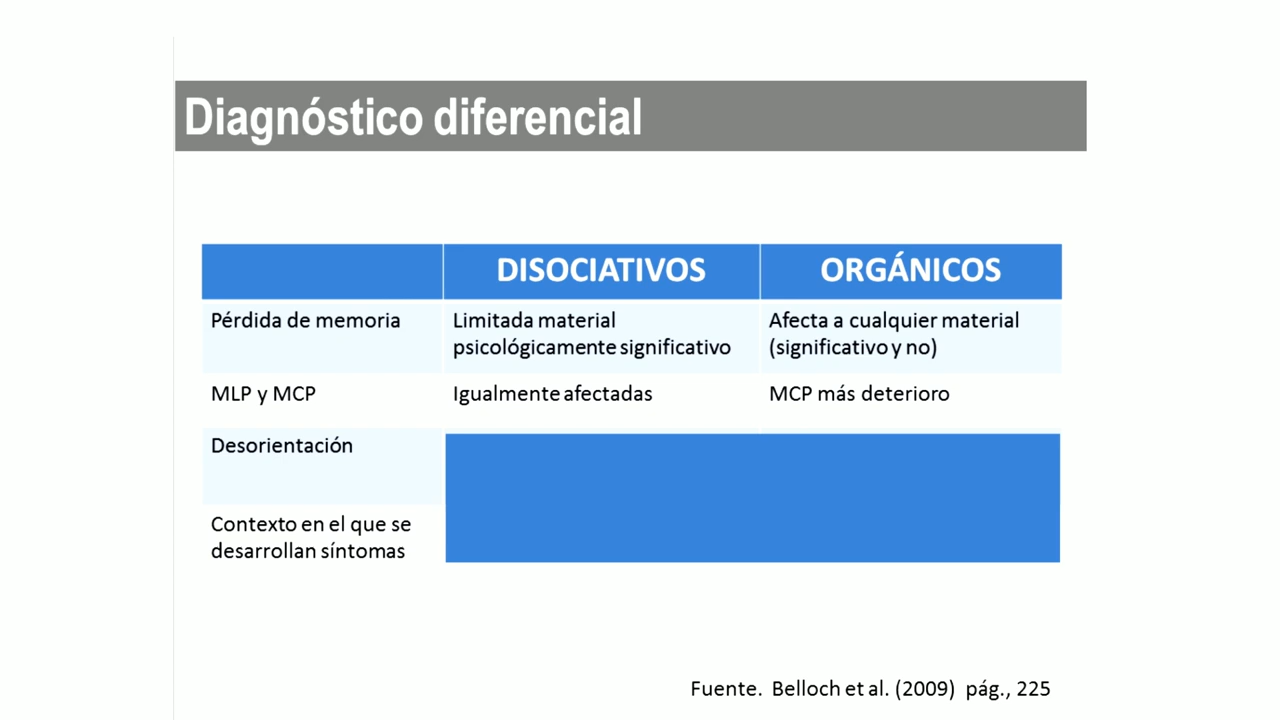 Diagnóstico diferencial
DISOCIATIVOS
ORGÁNICOS
Pérdida de memoria
Limitada material
psicológicamente significativo
Afecta a cualquier material
(significativo y no)
MLP y MCP
Igualmente afectadas
MCP más deterioro
Desorientación
Contexto en el que se
desarrollan síntomas
Fuente. Belloch et al. (2009) pág., 225